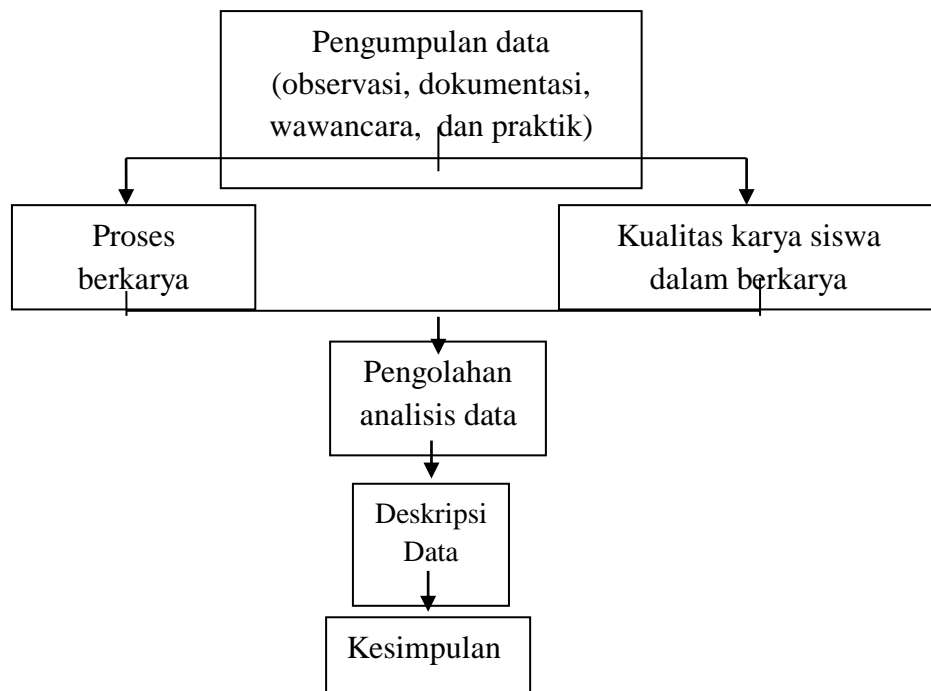 Pengumpulan data
(observasi, dokumentasi,
wawancara, dan praktik)
Proses
berkarya
Kualitas karya siswa
dalam berkarya
Pengolahan
analisis data
Deskripsi
Data
Kesimpulan